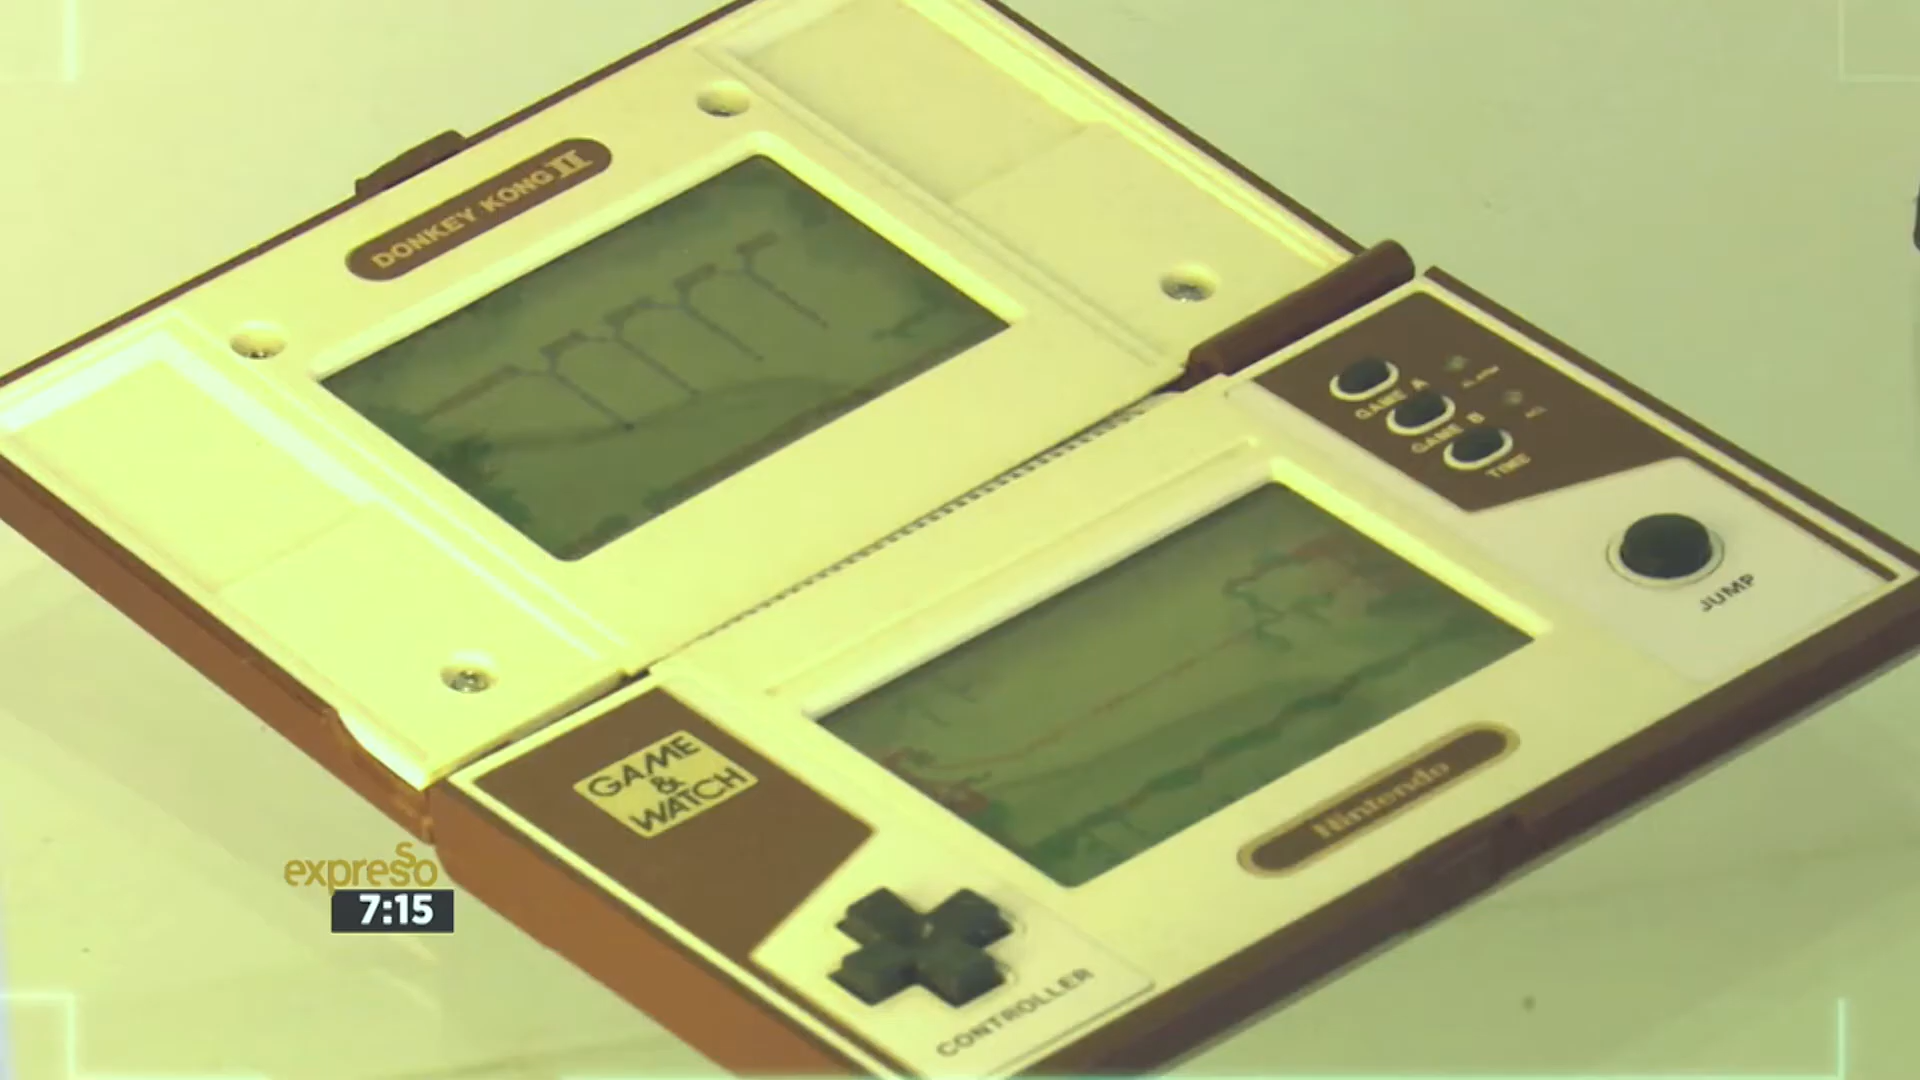 DONKEY KONG II
GAME A
GAME B
TIME
JUMP
GAME
&
WATCH
Nintendo
CONTROLLER
expresso
7:15